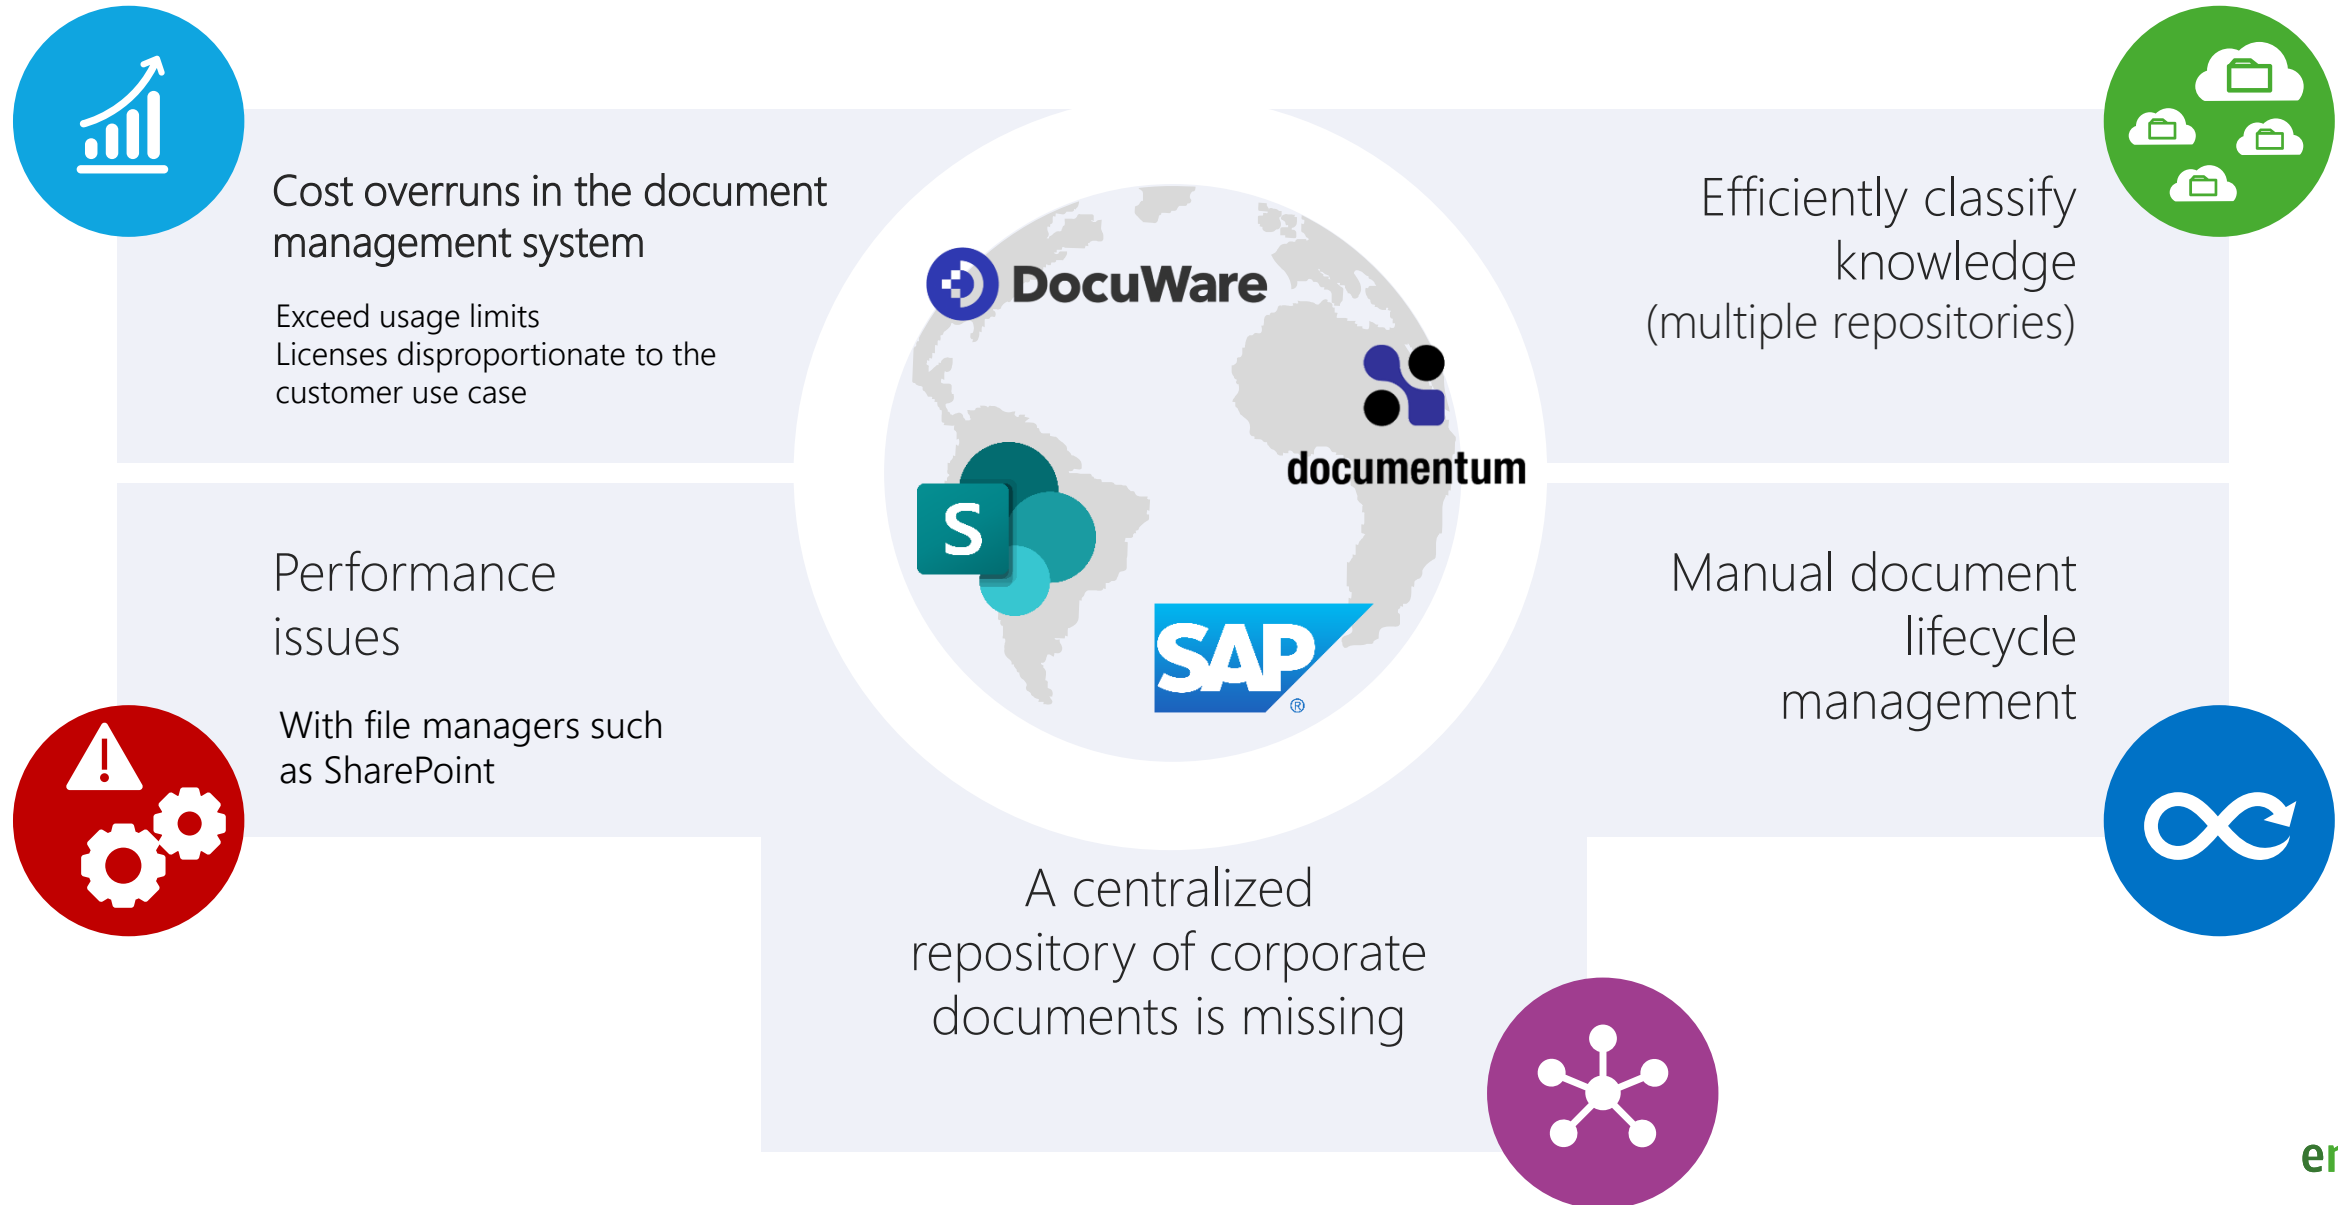 Cost overruns in the document
management system
Exceed usage limits
Licenses disproportionate to the
customer use case
Efficiently classify
knowledge
(multiple repositories)
DocuWare
documentum
S
SAP
®
Performance
issues
With file managers such
as SharePoint
Manual document
lifecycle
management
A centralized
repository of corporate
documents is missing